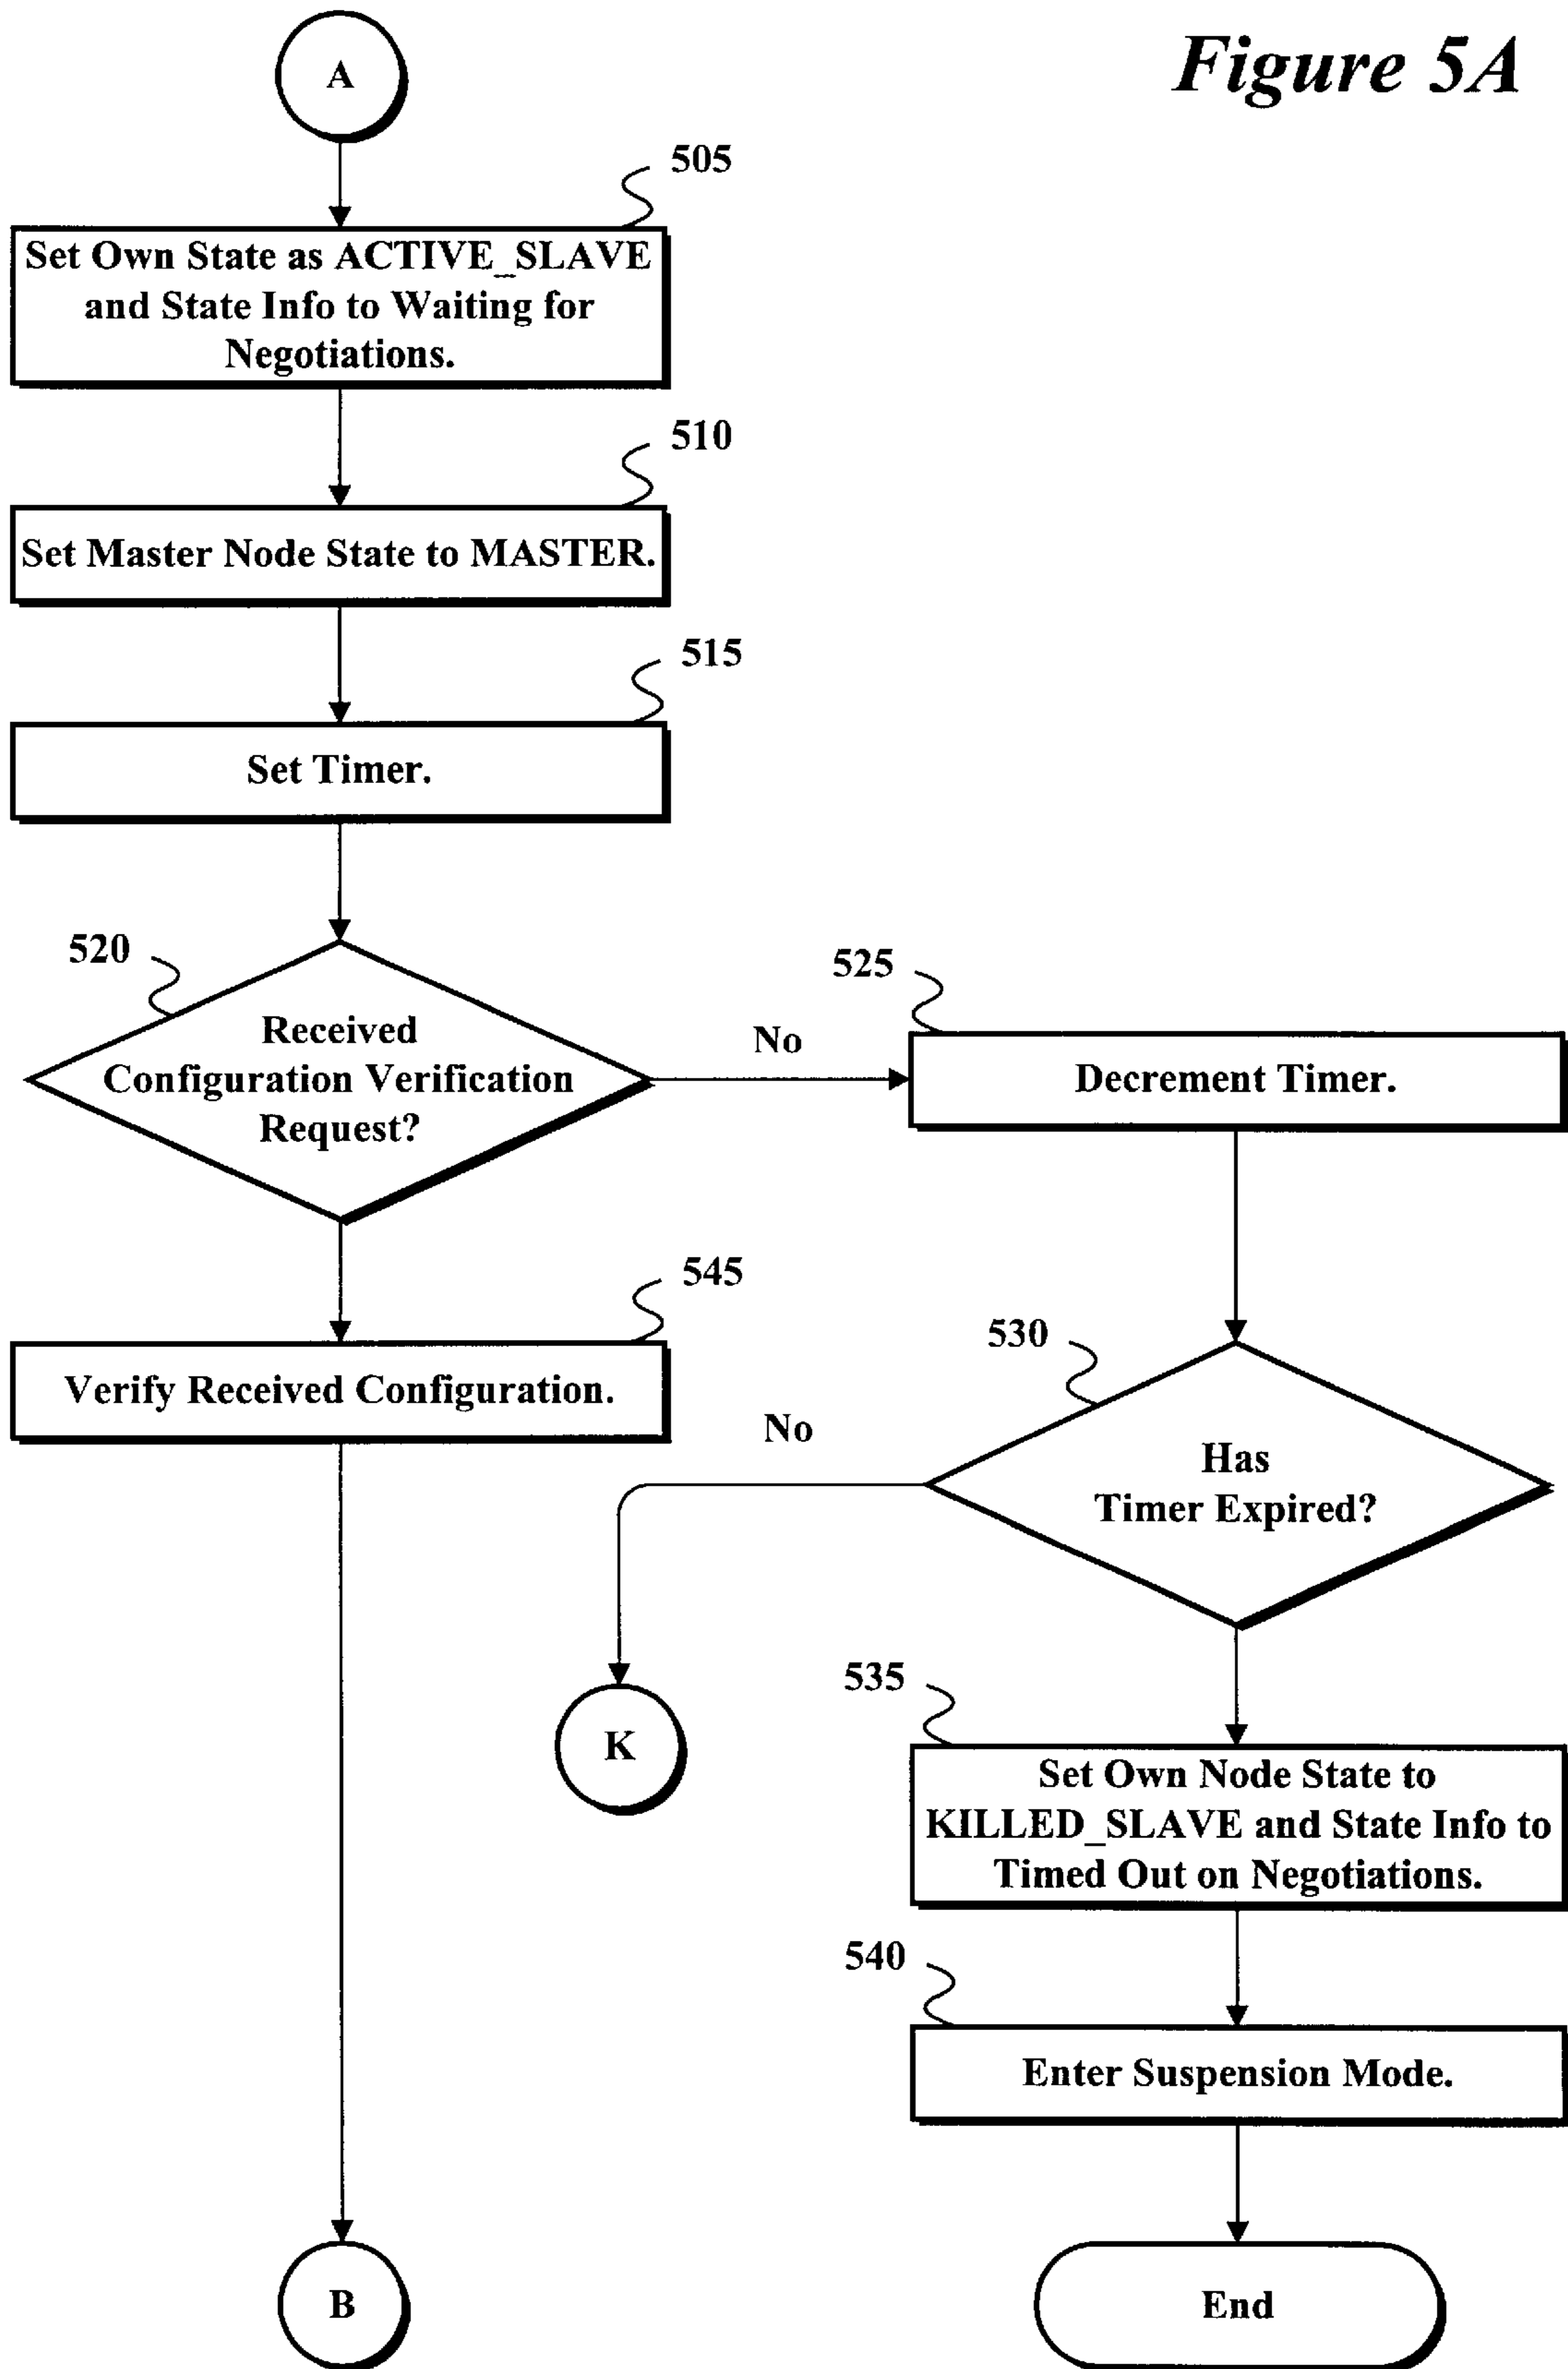 Figure 5A
A
505
Set Own State as ACTIVE_SLAVE
and State Info to Waiting for
Negotiations.
510
Set Master Node State to MASTER.
515
Set Timer.
520
Received
Configuration Verification
Request?
No
525
Decrement Timer.
545
Verify Received Configuration.
530
Has
Timer Expired?
No
K
535
Set Own Node State to
KILLED_SLAVE and State Info to
Timed Out on Negotiations.
540
Enter Suspension Mode.
B
End